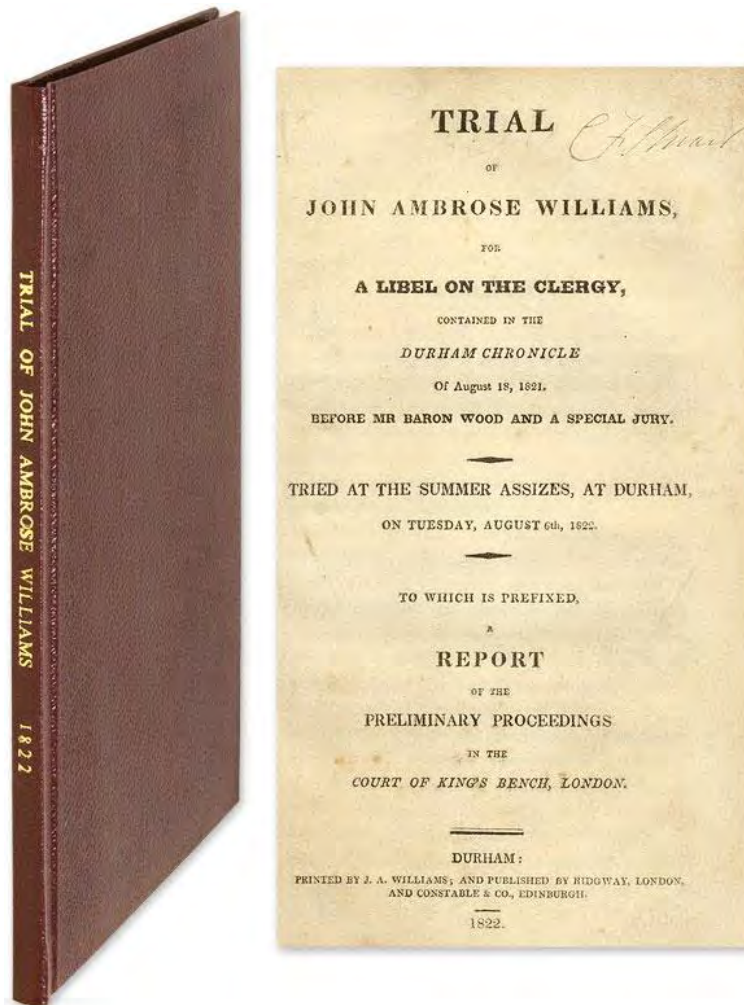 TRIAL OF JOHN AMBROSE WILLIAMS 1822
TRIAL
OF
JOHN AMBROSE WILLIAMS,
FOR
A LIBEL ON THE CLERGY,
CONTAINED IN THE
DURHAM CHRONICLE
Of August 18, 1821.
BEFORE MR BARON WOOD AND A SPECIAL JURY.
TRIED AT THE SUMMER ASSIZES, AT DURHAM,
ON TUESDAY, AUGUST 6th, 1822.
TO WHICH IS PREFIXED,
A
REPORT
OF THE
PRELIMINARY PROCEEDINGS
IN THE
COURT OF KING'S BENCH, LONDON.
DURHAM:
PRINTED BY J. A. WILLIAMS; AND PUBLISHED BY RIDGWAY, LONDON,
AND CONSTABLE & CO., EDINBURGH.
1822.